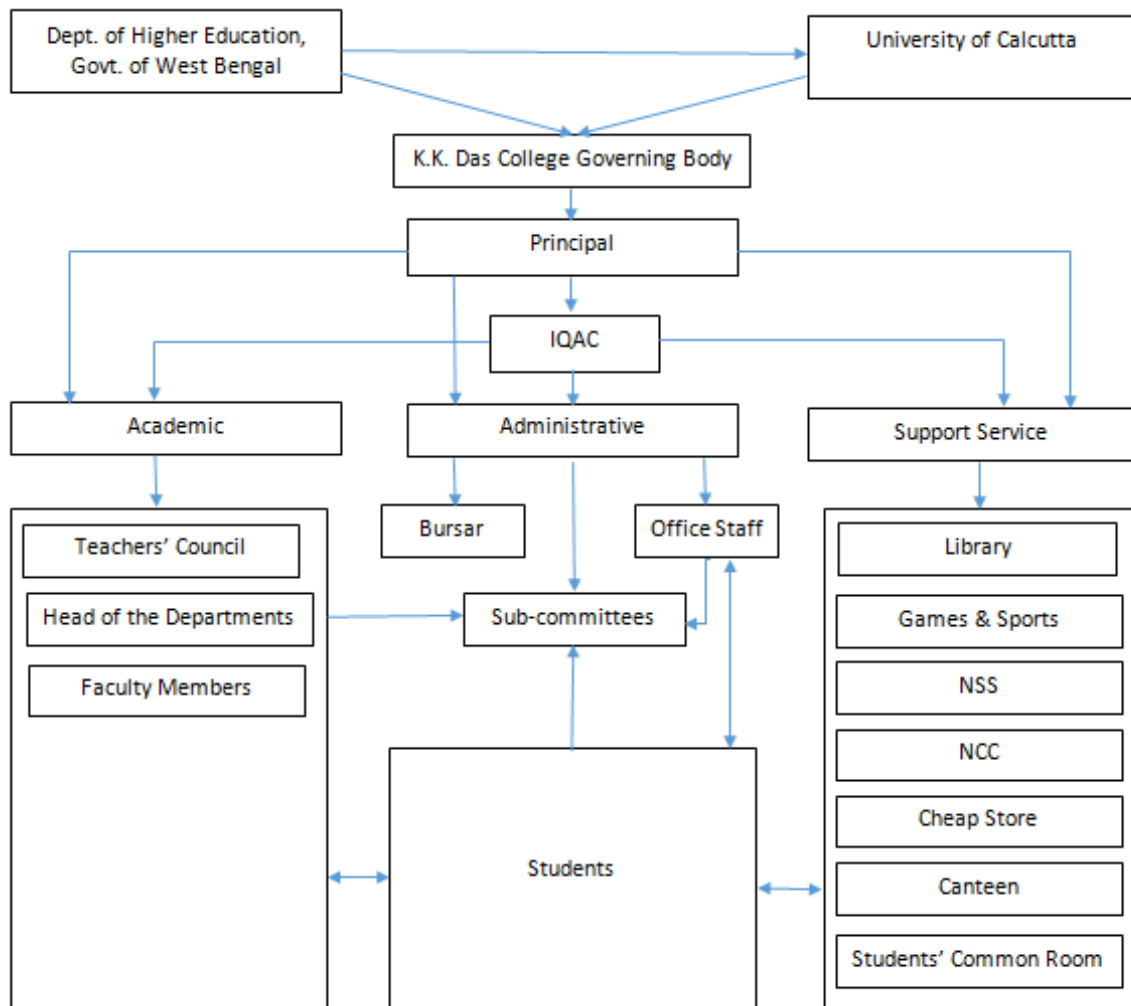 Dept. of Higher Education,
Govt. of West Bengal
University of Calcutta
K.K. Das College Governing Body
Principal
IQAC
Academic
Administrative
Support Service
Bursar
Office Staff
Teachers’ Council
Library
Head of the Departments
Sub-committees
Games & Sports
Faculty Members
NSS
NCC
Cheap Store
Students
Canteen
Students’ Common Room